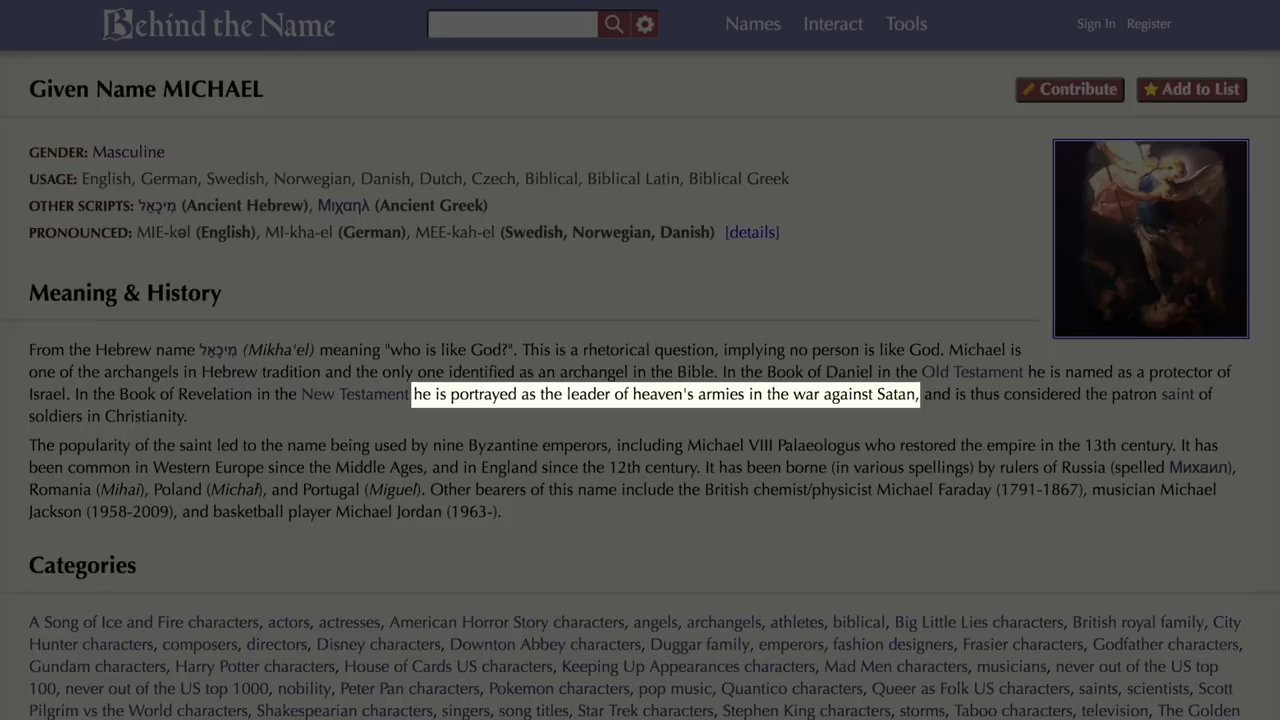 Behind the Name
Names Interact Tools
Sign In Register
Given Name MICHAEL
Contribute
Add to List
GENDER: Masculine
USAGE: English, German, Swedish, Norwegian, Danish, Dutch, Czech, Biblical, Biblical Latin, Biblical Greek
OTHER SCRIPTS: מִיכָאֵל (Ancient Hebrew), Μιχαηλ (Ancient Greek)
PRONOUNCED: MIE-kəl (English), MI-kha-el (German), MEE-kah-el (Swedish, Norwegian, Danish) [details]
Meaning & History
From the Hebrew name מִיכָאֵל (Mikha'el) meaning "who is like God?". This is a rhetorical question, implying no person is like God. Michael is
one of the archangels in Hebrew tradition and the only one identified as an archangel in the Bible. In the Book of Daniel in the Old Testament he is named as a protector of
Israel. In the Book of Revelation in the New Testament he is portrayed as the leader of heaven's armies in the war against Satan, and is thus considered the patron saint of
soldiers in Christianity.
The popularity of the saint led to the name being used by nine Byzantine emperors, including Michael VIII Palaeologus who restored the empire in the 13th century. It has
been common in Western Europe since the Middle Ages, and in England since the 12th century. It has been borne (in various spellings) by rulers of Russia (spelled Михаил),
Romania (Mihai), Poland (Michał), and Portugal (Miguel). Other bearers of this name include the British chemist/physicist Michael Faraday (1791-1867), musician Michael
Jackson (1958-2009), and basketball player Michael Jordan (1963-).
Categories
A Song of Ice and Fire characters, actors, actresses, American Horror Story characters, angels, archangels, athletes, biblical, Big Little Lies characters, British royal family, City
Hunter characters, composers, directors, Disney characters, Downton Abbey characters, Duggar family, emperors, fashion designers, Frasier characters, Godfather characters,
Gundam characters, Harry Potter characters, House of Cards US characters, Keeping Up Appearances characters, Mad Men characters, musicians, never out of the US top
100, never out of the US top 1000, nobility, Peter Pan characters, Pokemon characters, pop music, Quantico characters, Queer as Folk US characters, saints, scientists, Scott
Pilgrim vs the World characters, Shakespearian characters, singers, song titles, Star Trek characters, Stephen King characters, storms, Taboo characters, television, The Golden